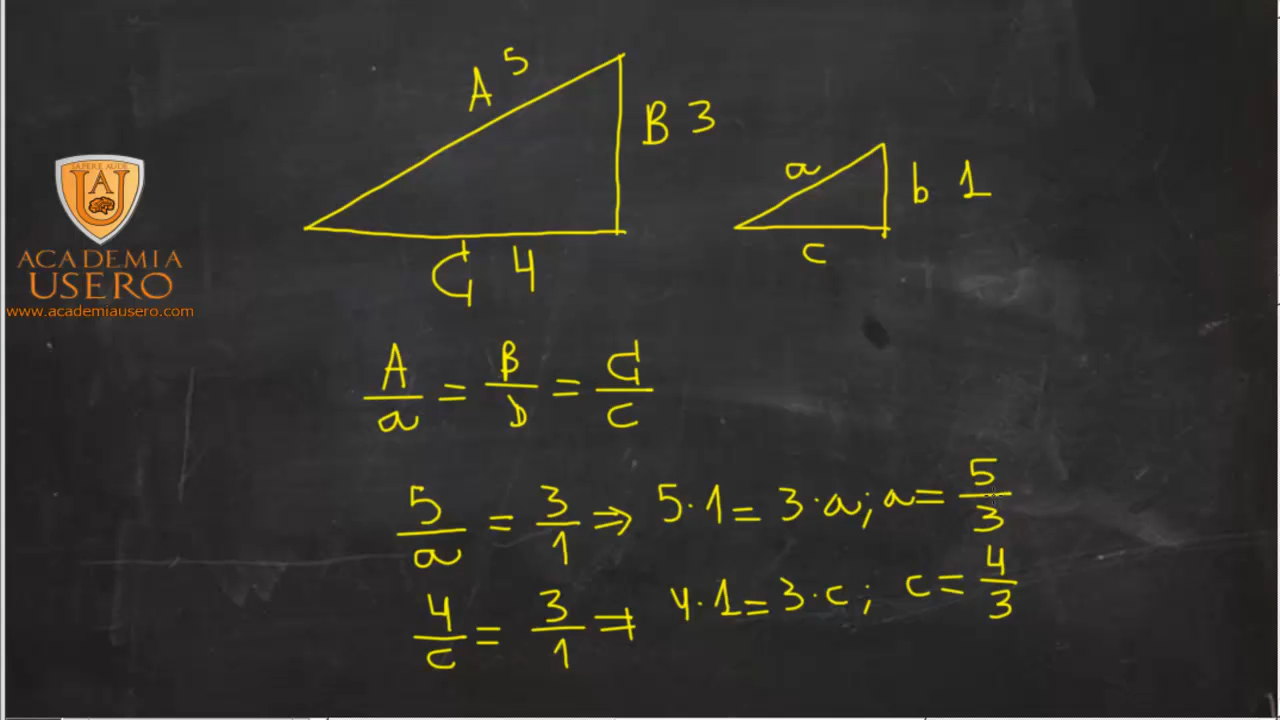 A 5
B 3
a
b 1
c
C 4
SAPERE AUDE
UA
ACADEMIA
USERO
www.academiausero.com
A/a = B/b = C/c
5/a = 3/1 ⇒ 5·1 = 3·a; a = 5/3
4/c = 3/1 ⇒ 4·1 = 3·c; c = 4/3